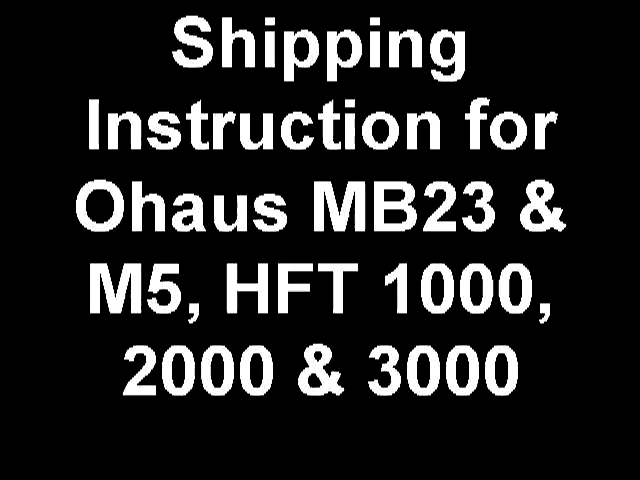 Shipping
Instruction for
Ohaus MB23 &
M5, HFT 1000,
2000 & 3000